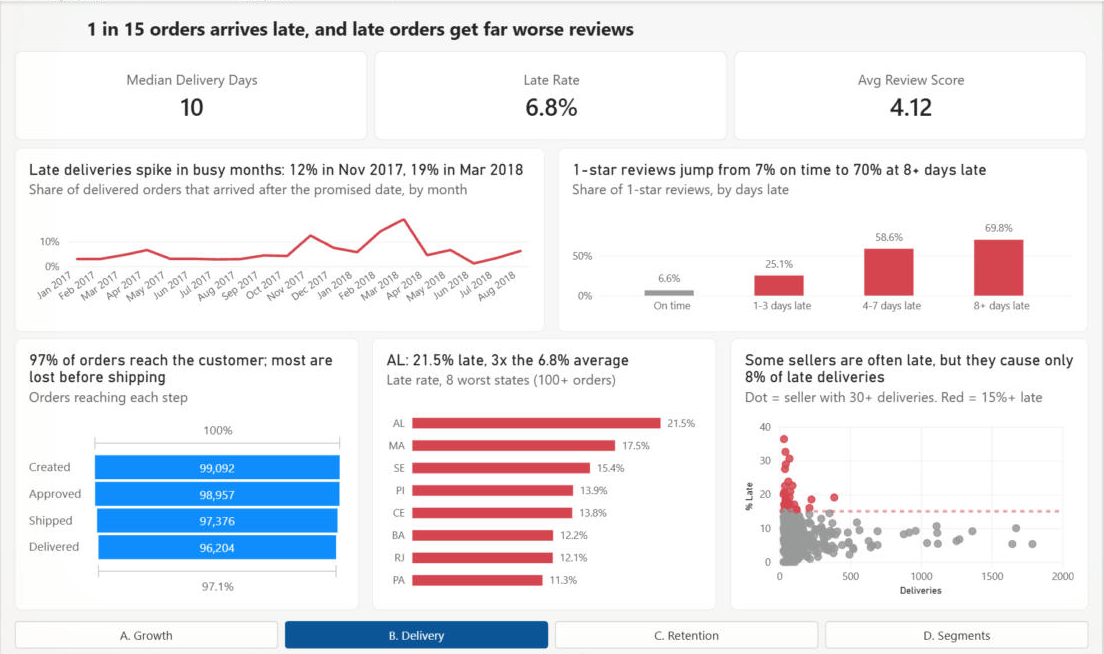 1 in 15 orders arrives late, and late orders get far worse reviews
Median Delivery Days
10
Late Rate
6.8%
Avg Review Score
4.12
Late deliveries spike in busy months: 12% in Nov 2017, 19% in Mar 2018
Share of delivered orders that arrived after the promised date, by month
10%
0%
Jan 2017
Feb 2017
Mar 2017
Apr 2017
May 2017
Jun 2017
Jul 2017
Aug 2017
Sep 2017
Oct 2017
Nov 2017
Dec 2017
Jan 2018
Feb 2018
Mar 2018
Apr 2018
May 2018
Jun 2018
Jul 2018
Aug 2018
1-star reviews jump from 7% on time to 70% at 8+ days late
Share of 1-star reviews, by days late
50%
0%
6.6%
25.1%
58.6%
69.8%
On time
1-3 days late
4-7 days late
8+ days late
97% of orders reach the customer; most are
lost before shipping
Orders reaching each step
100%
Created 99,092
Approved 98,957
Shipped 97,376
Delivered 96,204
97.1%
AL: 21.5% late, 3x the 6.8% average
Late rate, 8 worst states (100+ orders)
AL 21.5%
MA 17.5%
SE 15.4%
PI 13.9%
CE 13.8%
BA 12.2%
RJ 12.1%
PA 11.3%
Some sellers are often late, but they cause only
8% of late deliveries
Dot = seller with 30+ deliveries. Red = 15%+ late
% Late
40
30
20
10
0
0 500 1000 1500 2000
Deliveries
A. Growth
B. Delivery
C. Retention
D. Segments